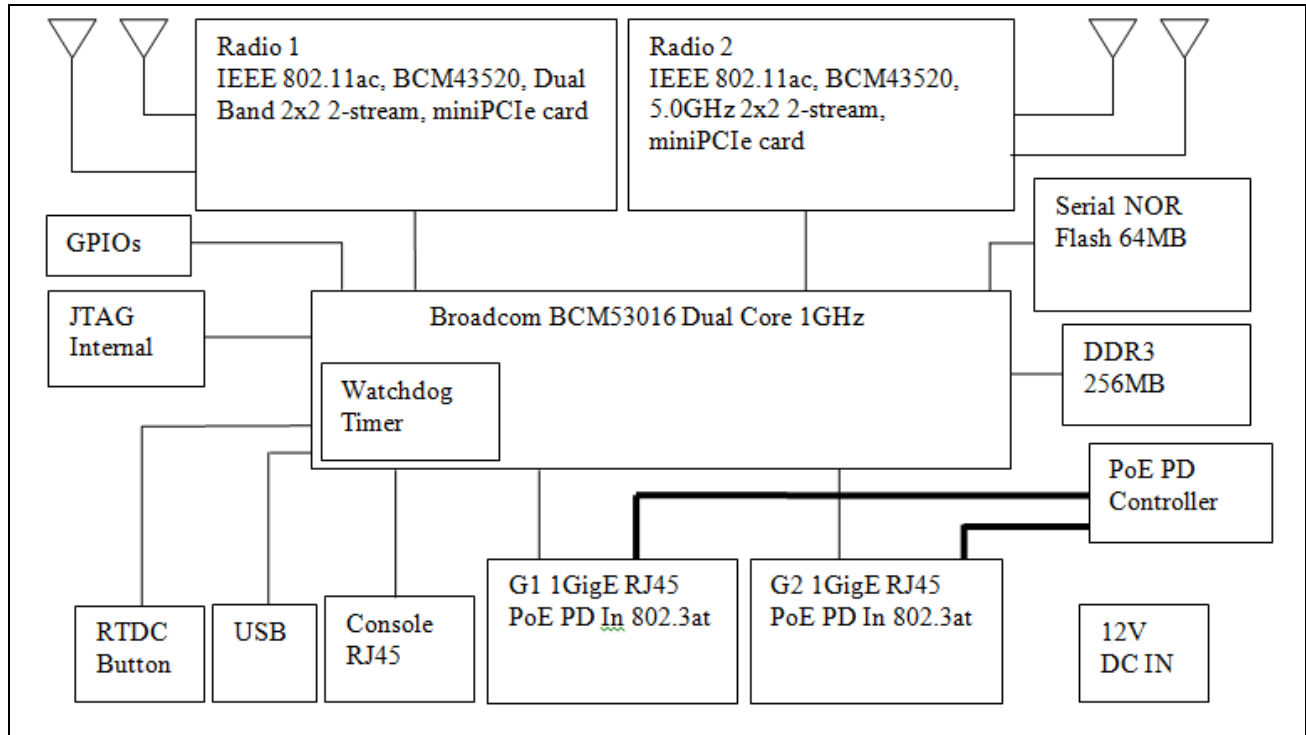 Radio 1
IEEE 802.11ac, BCM43520, Dual
Band 2x2 2-stream, miniPCIe card
Radio 2
IEEE 802.11ac, BCM43520,
5.0GHz 2x2 2-stream,
miniPCIe card
Serial NOR
Flash 64MB
GPIOs
JTAG
Internal
Broadcom BCM53016 Dual Core 1GHz
Watchdog
Timer
DDR3
256MB
PoE PD
Controller
RTDC
Button
USB
Console
RJ45
G1 1GigE RJ45
PoE PD In 802.3at
G2 1GigE RJ45
PoE PD In 802.3at
12V
DC IN